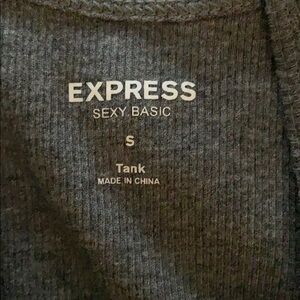 EXPRESS
SEXY BASIC
S
Tank
MADE IN CHINA